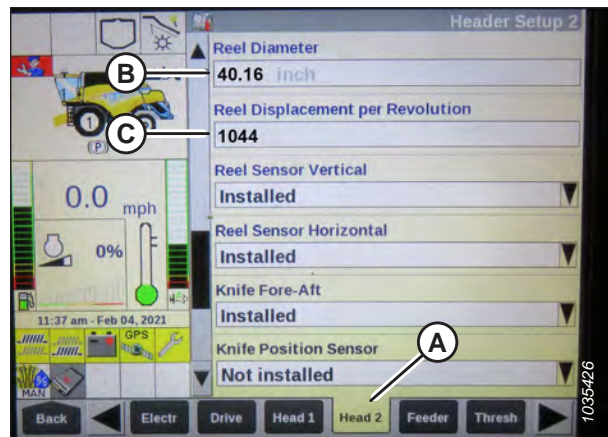 Header Setup 2
Reel Diameter
B
40.16 inch
Reel Displacement per Revolution
C
1044
1
1
(P)
Reel Sensor Vertical
Installed
0.0 mph
Reel Sensor Horizontal
Installed
0%
Knife Fore-Aft
Installed
11:37 am - Feb 04, 2021
GPS
A
Knife Position Sensor
Not installed
MAN
%
Back
Electr
Drive
Head 1
Head 2
Feeder
Thresh
1035426